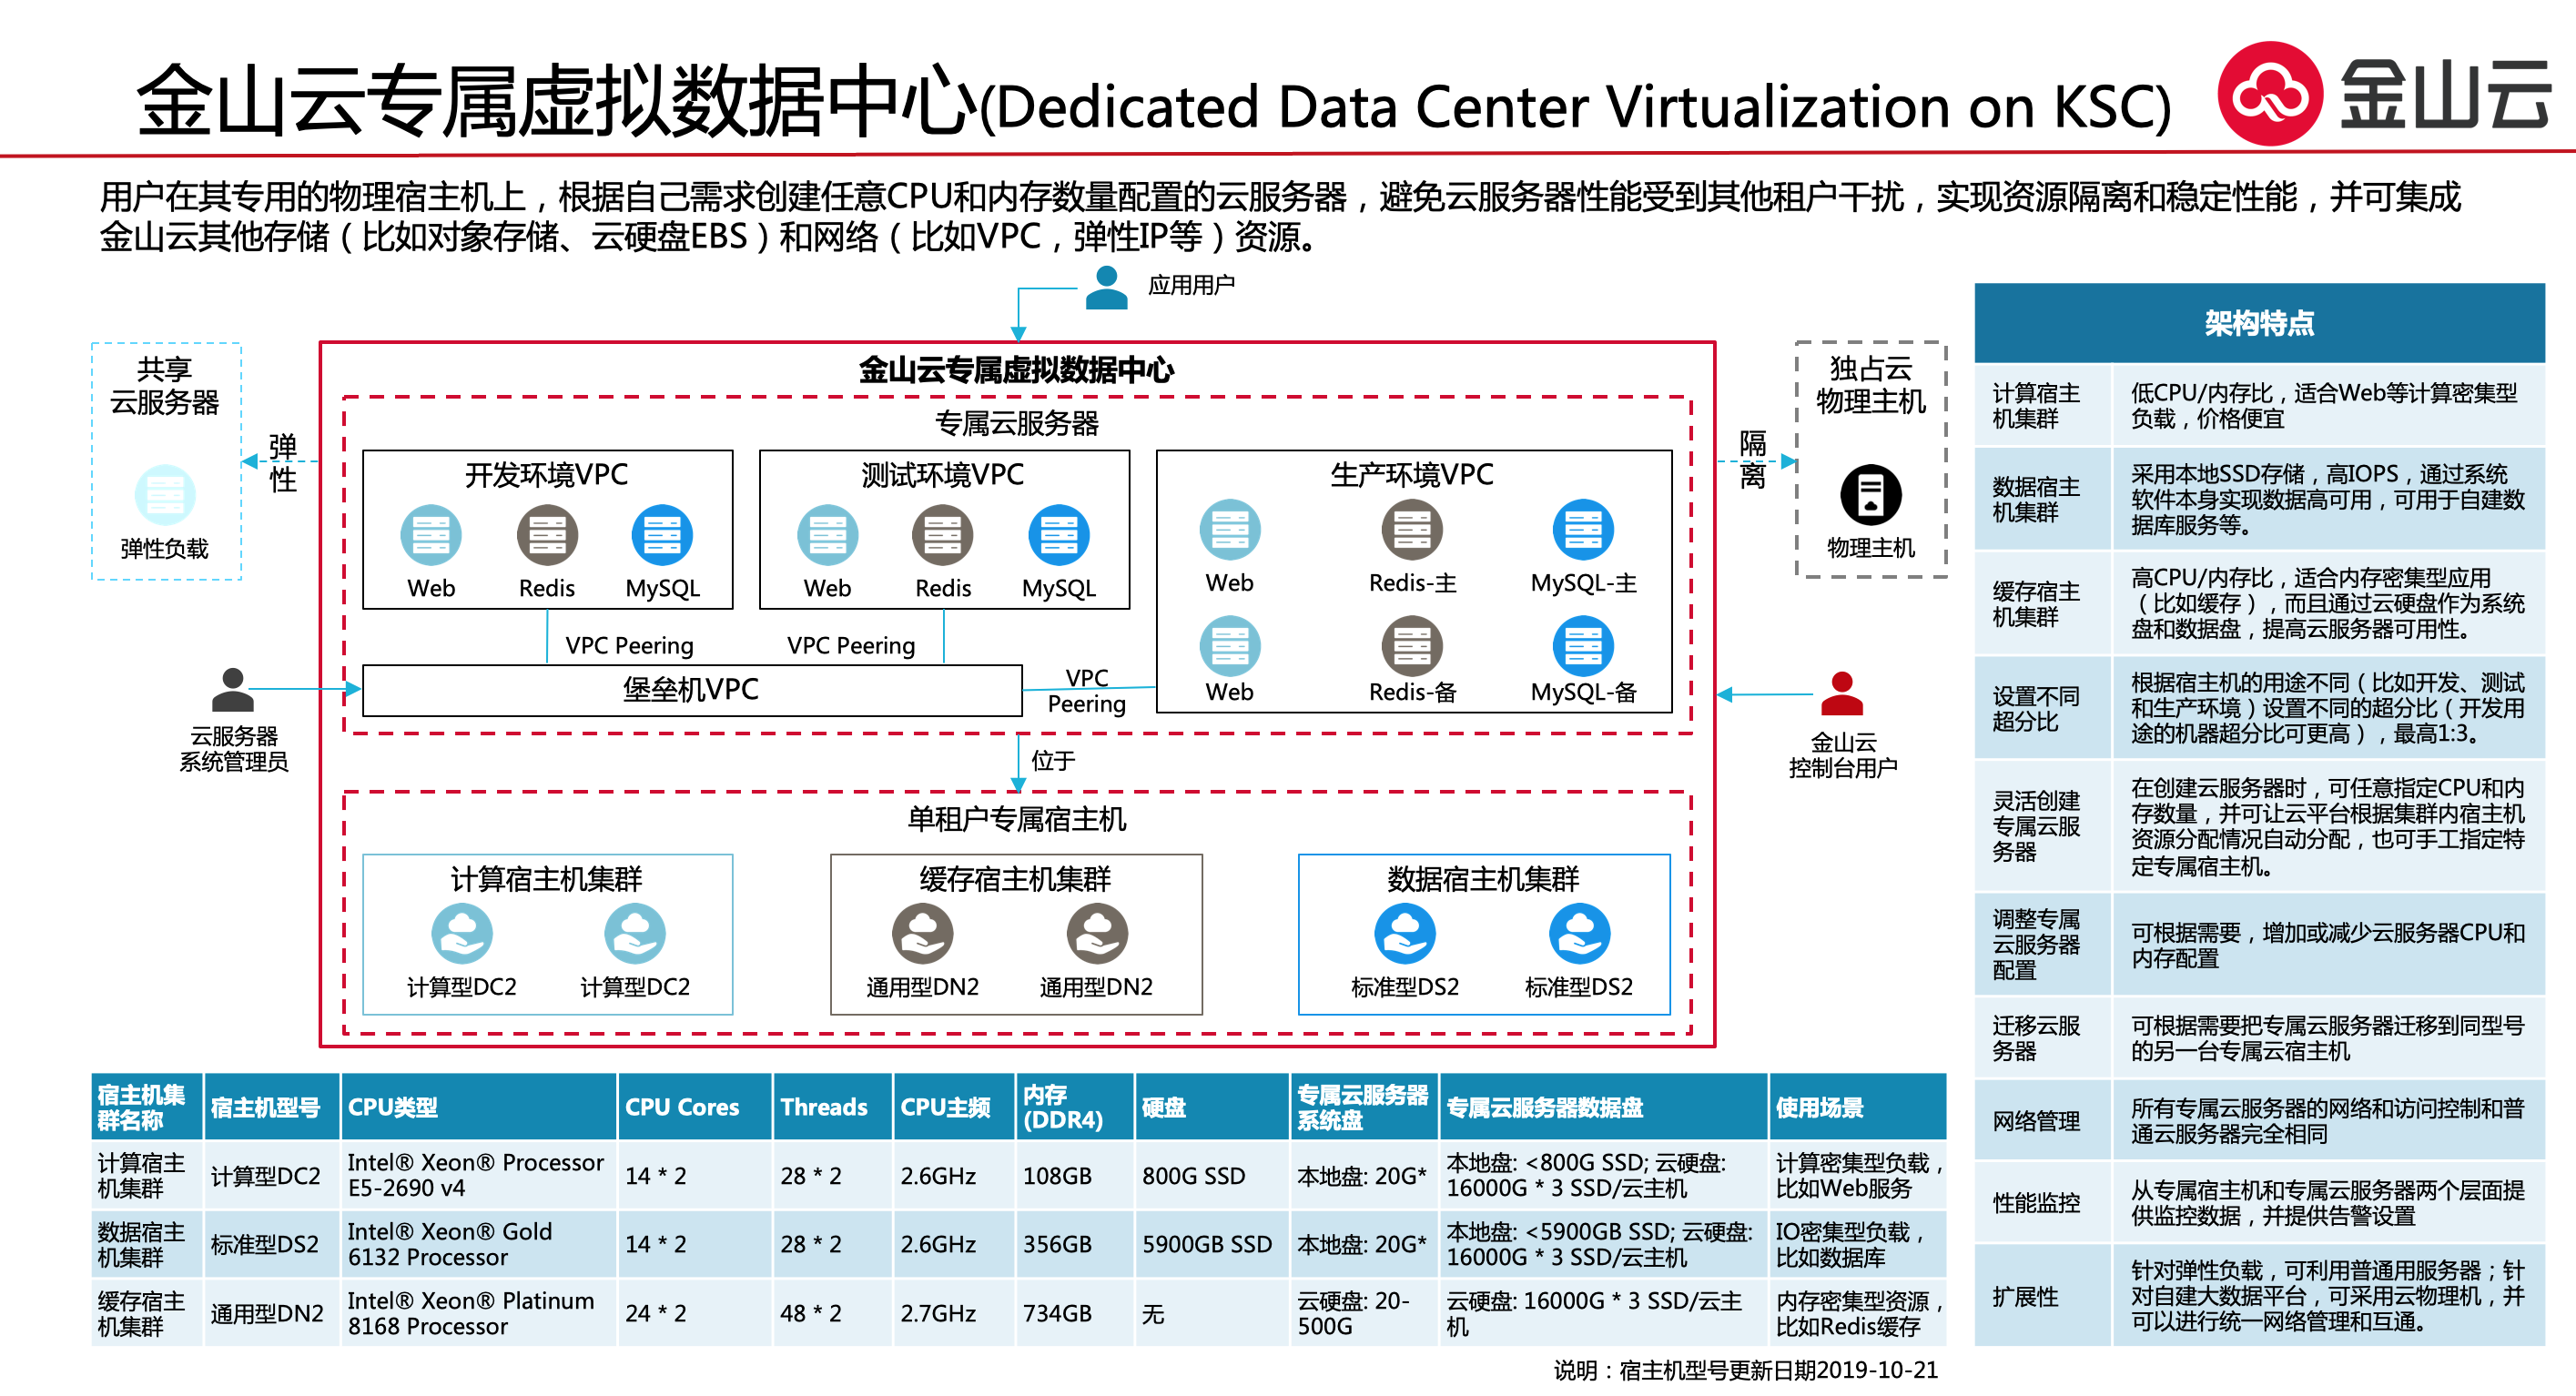 金山云专属虚拟数据中心(Dedicated Data Center Virtualization on KSC)
金山云
用户在其专用的物理宿主机上，根据自己需求创建任意CPU和内存数量配置的云服务器，避免云服务器性能受到其他租户干扰，实现资源隔离和稳定性能，并可集成
金山云其他存储（比如对象存储、云硬盘EBS）和网络（比如VPC，弹性IP等）资源。
应用用户
共享
云服务器
弹性负载
弹
性
金山云专属虚拟数据中心
专属云服务器
开发环境VPC
Web
Redis
MySQL
测试环境VPC
Web
Redis
MySQL
生产环境VPC
Web
Redis-主
MySQL-主
Web
Redis-备
MySQL-备
VPC Peering
VPC Peering
堡垒机VPC
VPC
Peering
云服务器
系统管理员
隔
离
独占云
物理主机
物理主机
金山云
控制台用户
位于
单租户专属宿主机
计算宿主机集群
计算型DC2
计算型DC2
缓存宿主机集群
通用型DN2
通用型DN2
数据宿主机集群
标准型DS2
标准型DS2
宿主机集
群名称
宿主机型号
CPU类型
CPU Cores
Threads
CPU主频
内存
(DDR4)
硬盘
专属云服务器
系统盘
专属云服务器数据盘
使用场景
计算宿主
机集群
计算型DC2
Intel® Xeon® Processor
E5-2690 v4
14 * 2
28 * 2
2.6GHz
108GB
800G SSD
本地盘: 20G*
本地盘: <800G SSD; 云硬盘:
16000G * 3 SSD/云主机
计算密集型负载，
比如Web服务
数据宿主
机集群
标准型DS2
Intel® Xeon® Gold
6132 Processor
14 * 2
28 * 2
2.6GHz
356GB
5900GB SSD
本地盘: 20G*
本地盘: <5900GB SSD; 云硬盘:
16000G * 3 SSD/云主机
IO密集型负载，
比如数据库
缓存宿主
机集群
通用型DN2
Intel® Xeon® Platinum
8168 Processor
24 * 2
48 * 2
2.7GHz
734GB
无
云硬盘: 20-
500G
云硬盘: 16000G * 3 SSD/云主
机
内存密集型资源，
比如Redis缓存
说明：宿主机型号更新日期2019-10-21
架构特点
计算宿主
机集群
低CPU/内存比，适合Web等计算密集型
负载，价格便宜
数据宿主
机集群
采用本地SSD存储，高IOPS，通过系统
软件本身实现数据高可用，可用于自建数
据库服务等。
缓存宿主
机集群
高CPU/内存比，适合内存密集型应用
（比如缓存），而且通过云硬盘作为系统
盘和数据盘，提高云服务器可用性。
设置不同
超分比
根据宿主机的用途不同（比如开发、测试
和生产环境）设置不同的超分比（开发用
途的机器超分比可更高），最高1:3。
灵活创建
专属云服
务器
在创建云服务器时，可任意指定CPU和内
存数量，并可让云平台根据集群内宿主机
资源分配情况自动分配，也可手工指定特
定专属宿主机。
调整专属
云服务器
配置
可根据需要，增加或减少云服务器CPU和
内存配置
迁移云服
务器
可根据需要把专属云服务器迁移到同型号
的另一台专属云宿主机
网络管理
所有专属云服务器的网络和访问控制和普
通云服务器完全相同
性能监控
从专属宿主机和专属云服务器两个层面提
供监控数据，并提供告警设置
扩展性
针对弹性负载，可利用普通用服务器；针
对自建大数据平台，可采用云物理机，并
可以进行统一网络管理和互通。